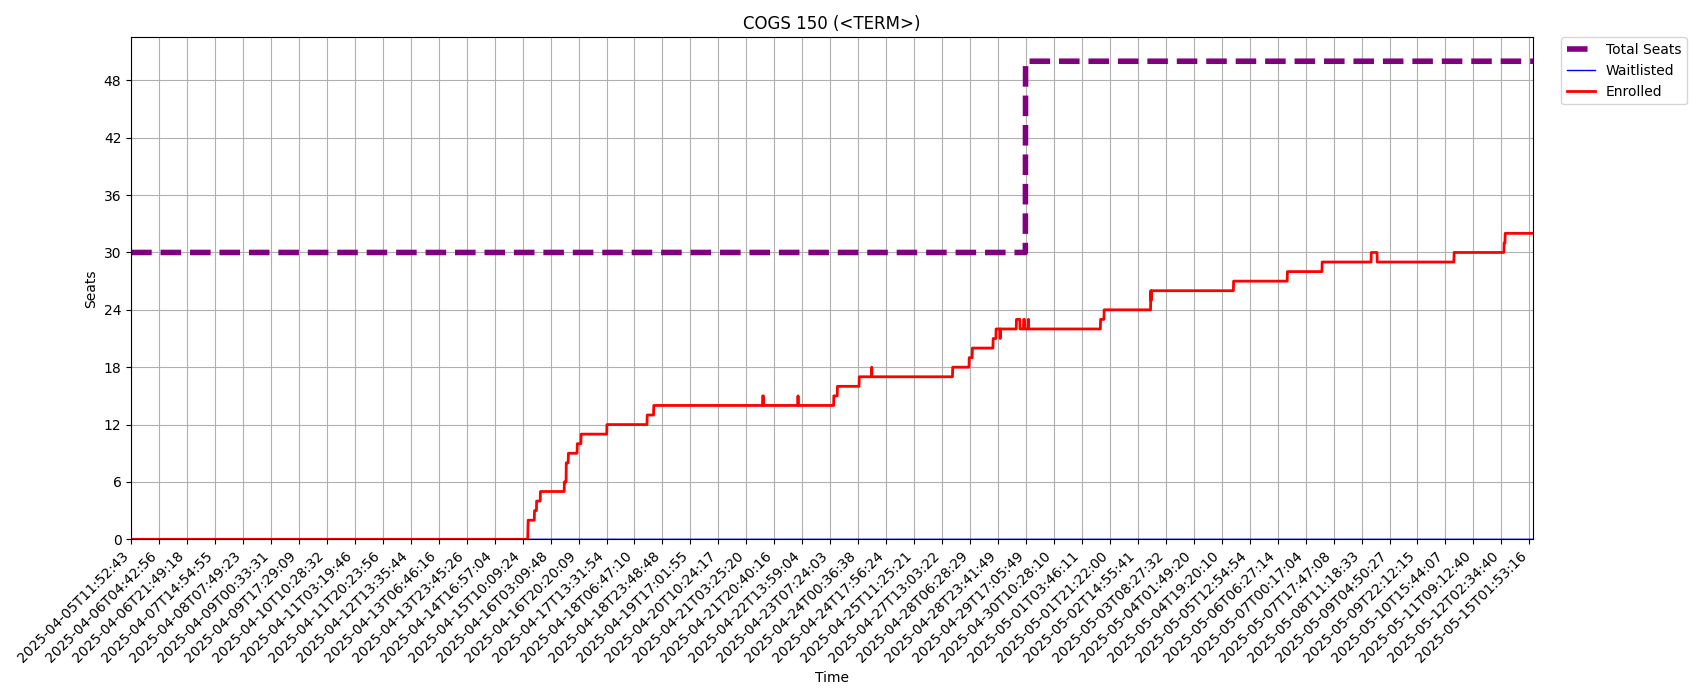 COGS 150 (<TERM>)
Total Seats
Waitlisted
Enrolled
48
42
36
30
24
18
12
6
0
Seats
2025-04-05T11:52:43
2025-04-06T04:42:56
2025-04-06T21:49:18
2025-04-07T14:54:55
2025-04-08T07:49:23
2025-04-09T00:33:31
2025-04-09T17:29:09
2025-04-10T10:28:32
2025-04-11T03:19:46
2025-04-11T20:23:56
2025-04-12T13:35:44
2025-04-13T06:46:16
2025-04-13T23:45:26
2025-04-14T16:57:04
2025-04-15T10:09:24
2025-04-16T03:09:48
2025-04-16T20:20:09
2025-04-17T13:31:54
2025-04-18T06:47:10
2025-04-18T23:48:48
2025-04-19T17:01:55
2025-04-20T10:24:17
2025-04-21T03:25:20
2025-04-21T20:40:16
2025-04-22T13:59:04
2025-04-23T07:24:03
2025-04-24T00:36:38
2025-04-24T17:56:24
2025-04-25T11:25:21
2025-04-27T13:03:22
2025-04-28T06:28:29
2025-04-28T23:41:49
2025-04-29T17:05:49
2025-04-30T10:28:10
2025-05-01T03:46:11
2025-05-01T21:22:00
2025-05-02T14:55:41
2025-05-03T08:27:32
2025-05-04T01:49:20
2025-05-04T19:20:10
2025-05-05T12:54:54
2025-05-06T06:27:14
2025-05-07T00:17:04
2025-05-07T17:47:08
2025-05-08T11:18:33
2025-05-09T04:50:27
2025-05-09T22:12:15
2025-05-10T15:44:07
2025-05-11T09:12:40
2025-05-12T02:34:40
2025-05-15T01:53:16
Time